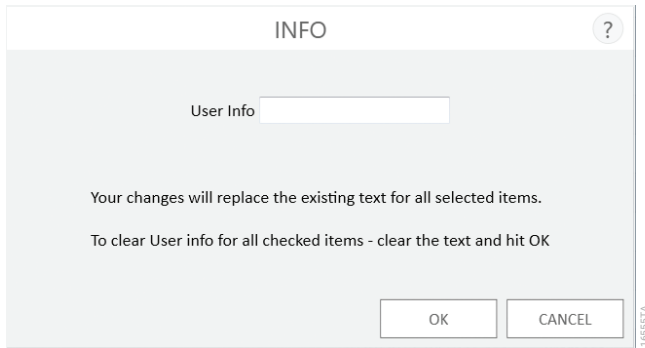 INFO
?
User Info
Your changes will replace the existing text for all selected items.
To clear User info for all checked items - clear the text and hit OK
OK
CANCEL